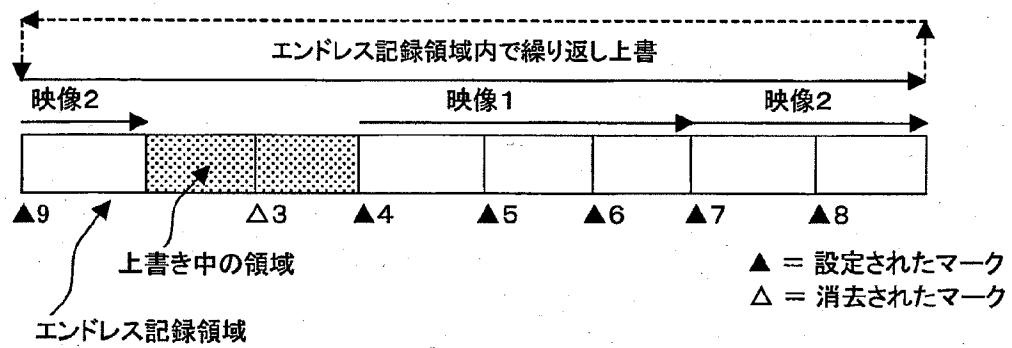 エンドレス記録領域内で繰り返し上書
映像2
映像1
映像2
▲9
△3
▲4
▲5
▲6
▲7
▲8
上書き中の領域
エンドレス記録領域
▲ = 設定されたマーク
△ = 消去されたマーク